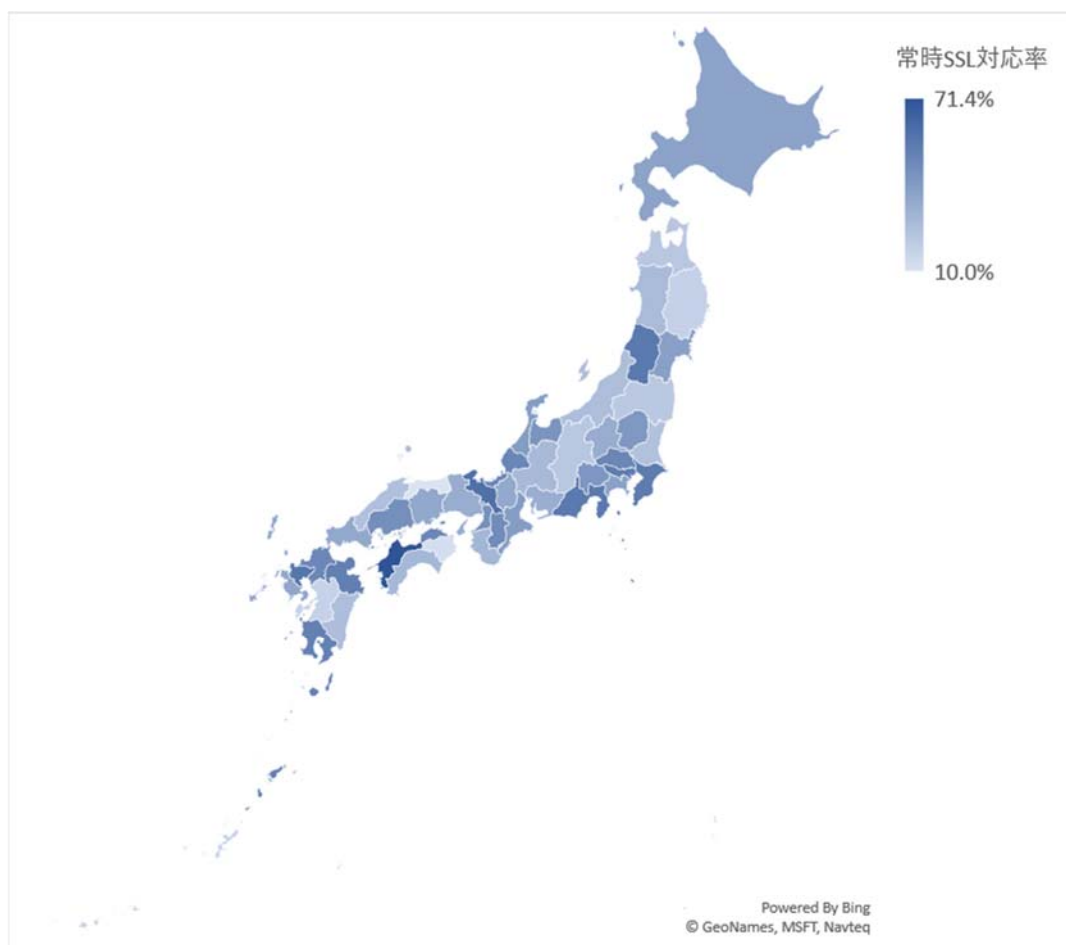 常時SSL対応率
71.4%
10.0%
Powered By Bing
© GeoNames, MSFT, Navteq